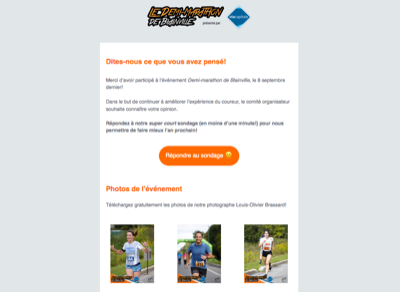 LE DEMI-MARATHON
DE BLAINVILLE
présenté par
Dites-nous ce que vous avez pensé!
Merci d'avoir participé à l'événement Demi-marathon de Blainville, le 8 septembre
dernier!
Dans le but de continuer à améliorer l'expérience du coureur, le comité organisateur
souhaite connaître votre opinion.
Répondez à notre super court sondage (en moins d'une minute!) pour nous
permettre de faire mieux l'an prochain!
Répondre au sondage 😀
Photos de l'événement
Téléchargez gratuitement les photos de notre photographe Louis-Olivier Brassard!